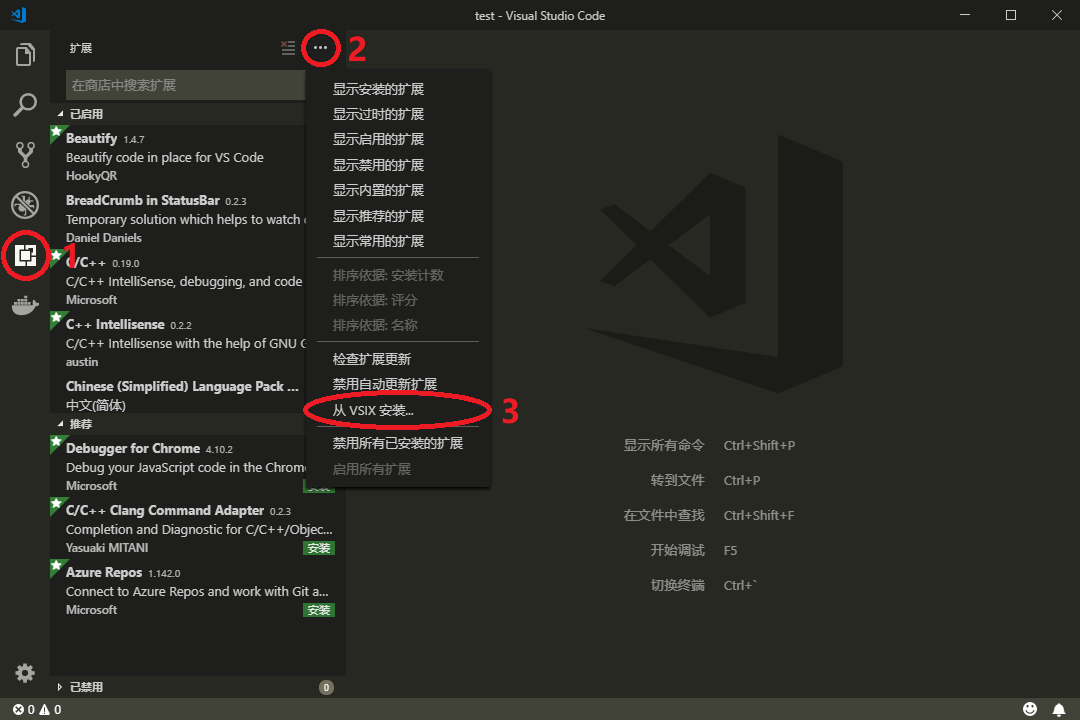 test - Visual Studio Code
扩展
2
在商店中搜索扩展
已启用
Beautify 1.4.7
Beautify code in place for VS Code
HookyQR
BreadCrumb in StatusBar 0.2.3
Temporary solution which helps to watch
Daniel Daniels
1
C/C++ 0.19.0
C/C++ IntelliSense, debugging, and code
Microsoft
C++ Intellisense 0.2.2
C/C++ Intellisense with the help of GNU
austin
Chinese (Simplified) Language Pack ...
中文(简体)
推荐
Debugger for Chrome 4.10.2
Debug your JavaScript code in the Chrome
Microsoft
安装
C/C++ Clang Command Adapter 0.2.3
Completion and Diagnostic for C/C++/Objec...
Yasuaki MITANI
安装
Azure Repos 1.142.0
Connect to Azure Repos and work with Git a...
Microsoft
安装
已禁用
0
显示安装的扩展
显示过时的扩展
显示启用的扩展
显示禁用的扩展
显示内置的扩展
显示推荐的扩展
显示常用的扩展
排序依据: 安装计数
排序依据: 评分
排序依据: 名称
检查扩展更新
禁用自动更新扩展
从 VSIX 安装...
3
禁用所有已安装的扩展
启用所有扩展
显示所有命令 Ctrl+Shift+P
转到文件 Ctrl+P
在文件中查找 Ctrl+Shift+F
开始调试 F5
切换终端 Ctrl+`
0 0